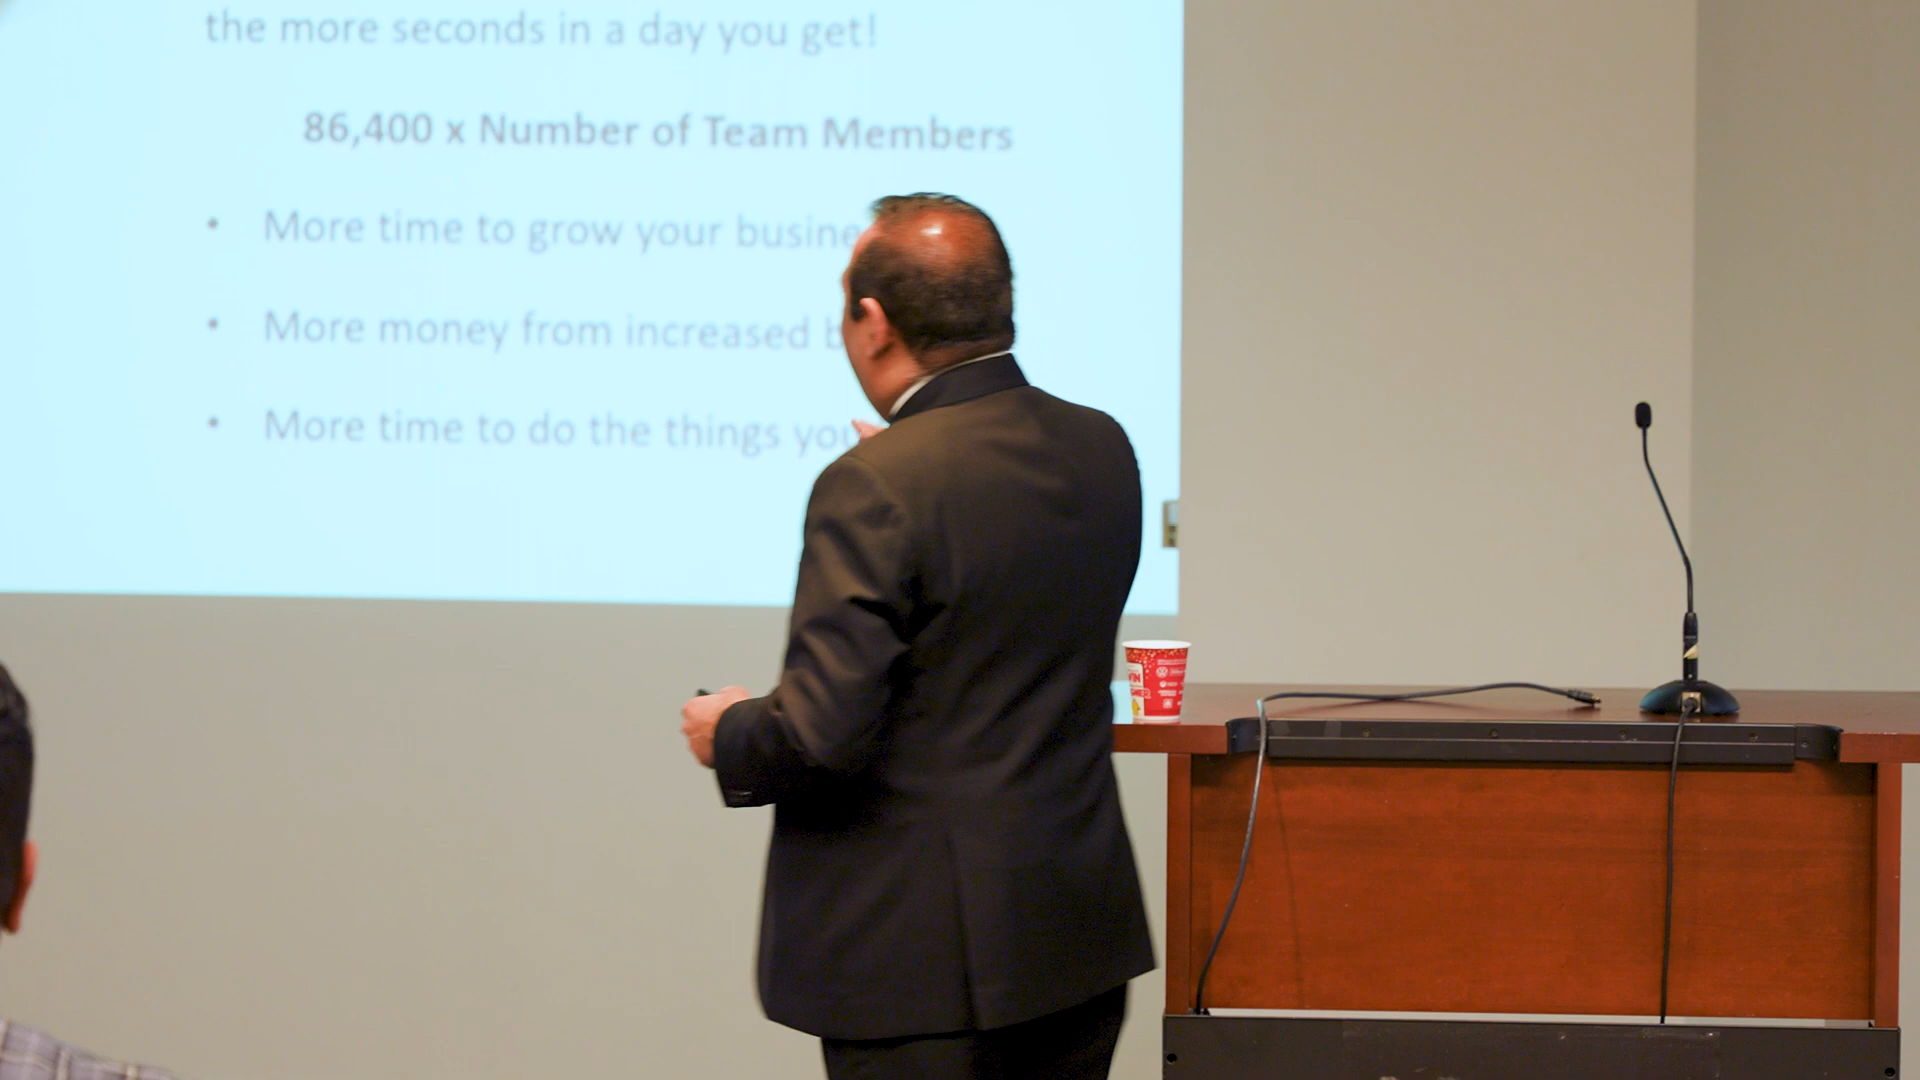 the more seconds in a day you get!
86,400 x Number of Team Members
• More time to grow your busine
• More money from increased b
• More time to do the things you